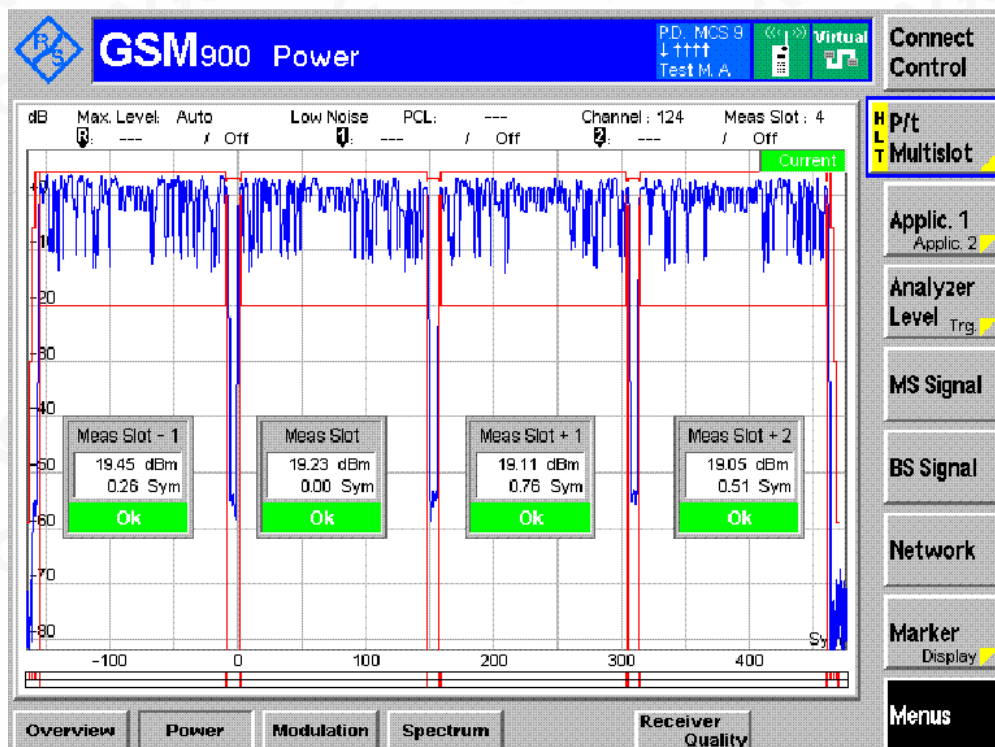 R S
GSM900 Power
P.D. MCS 9
↓↑↑↑↑
Test M. A.
Virtual
Connect Control
dB Max. Level: Auto Low Noise PCL: --- Channel : 124 Meas Slot : 4
R: --- / Off 1: --- / Off 2: --- / Off
HLT
P/t Multislot
Current
Applic. 1
Applic. 2
Analyzer Level Trg.
MS Signal
BS Signal
Network
Marker
Display
Menus
-20
-30
-40
-50
-60
-70
-80
Meas Slot - 1
19.45 dBm
0.26 Sym
Ok
Meas Slot
19.23 dBm
0.00 Sym
Ok
Meas Slot + 1
19.11 dBm
0.76 Sym
Ok
Meas Slot + 2
19.05 dBm
0.51 Sym
Ok
-100 0 100 200 300 400
Overview Power Modulation Spectrum Receiver Quality